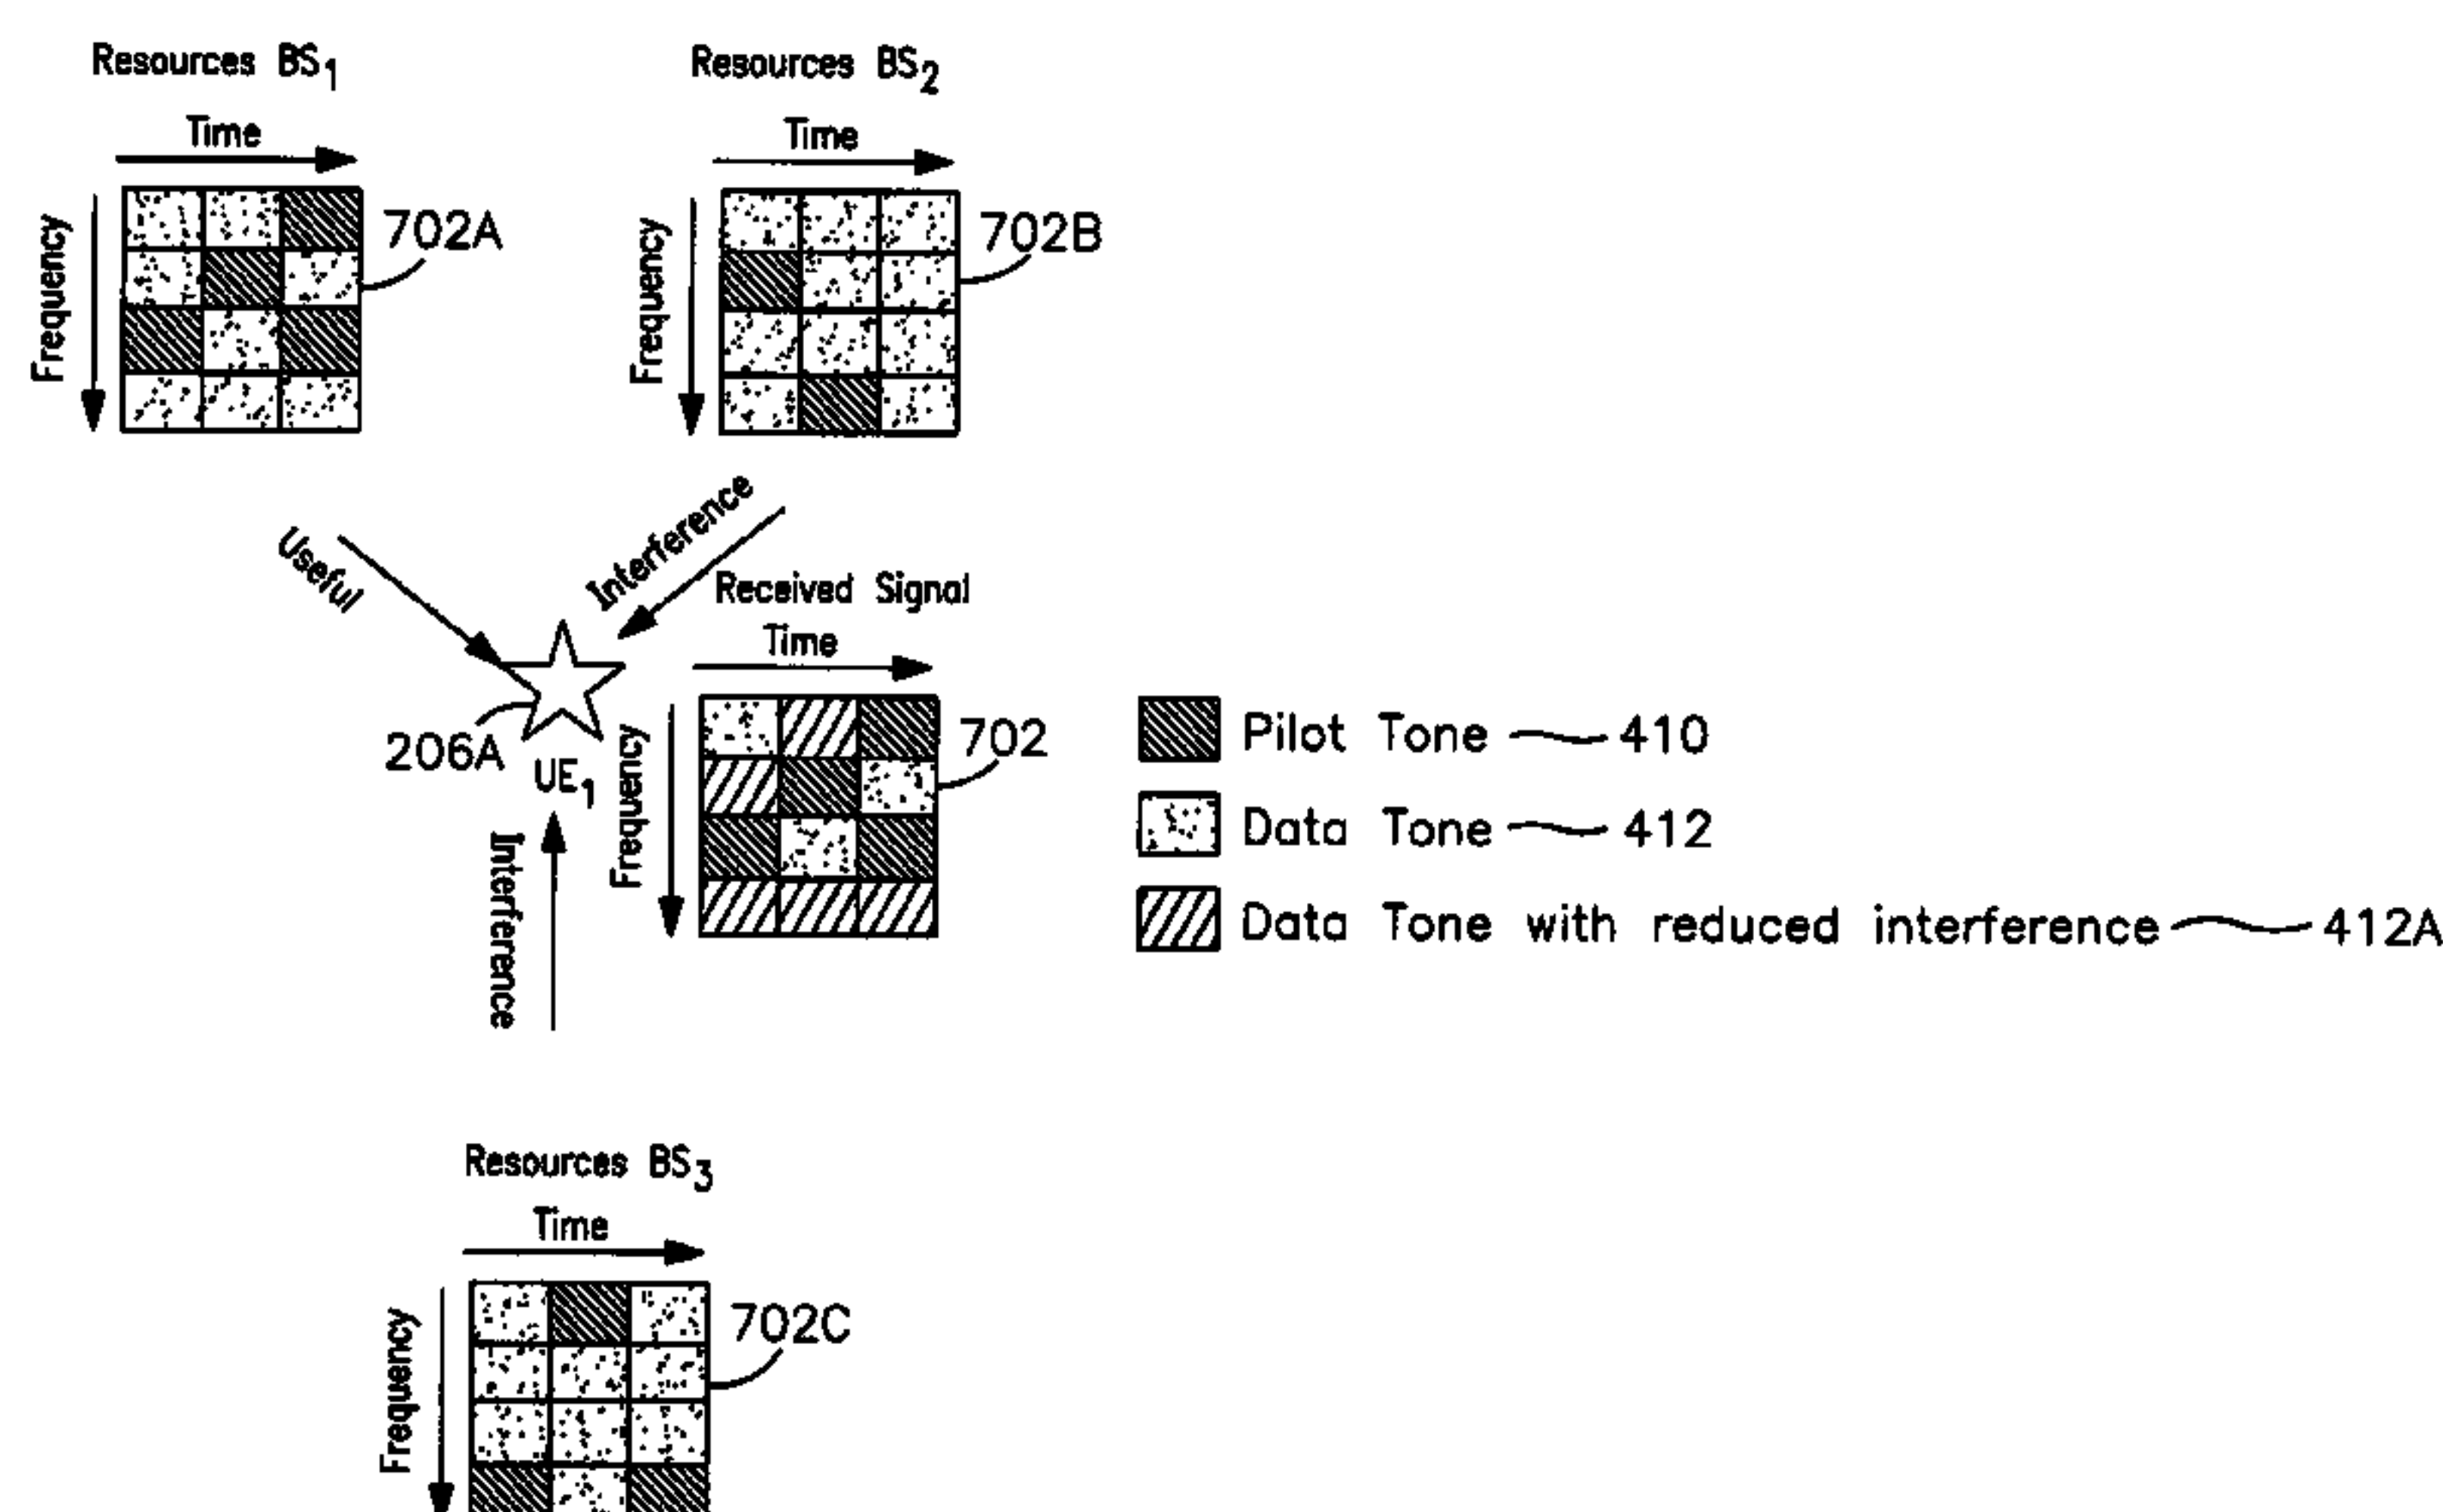 Resources BS1
Time
Frequency
702A
Resources BS2
Time
Frequency
702B
Useful
Interference
Received Signal
Time
Frequency
702
206A
UE1
Interference
Pilot Tone 410
Data Tone 412
Data Tone with reduced interference 412A
Resources BS3
Time
Frequency
702C